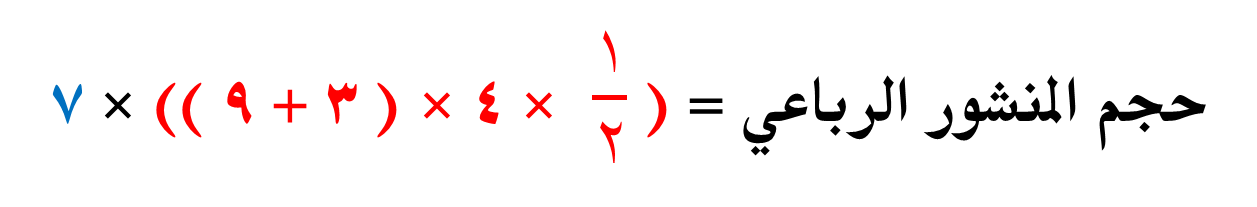 حجم المنشور الرباعي = ( ١/٢ × ٤ × ( ٣ + ٩ )) × ٧